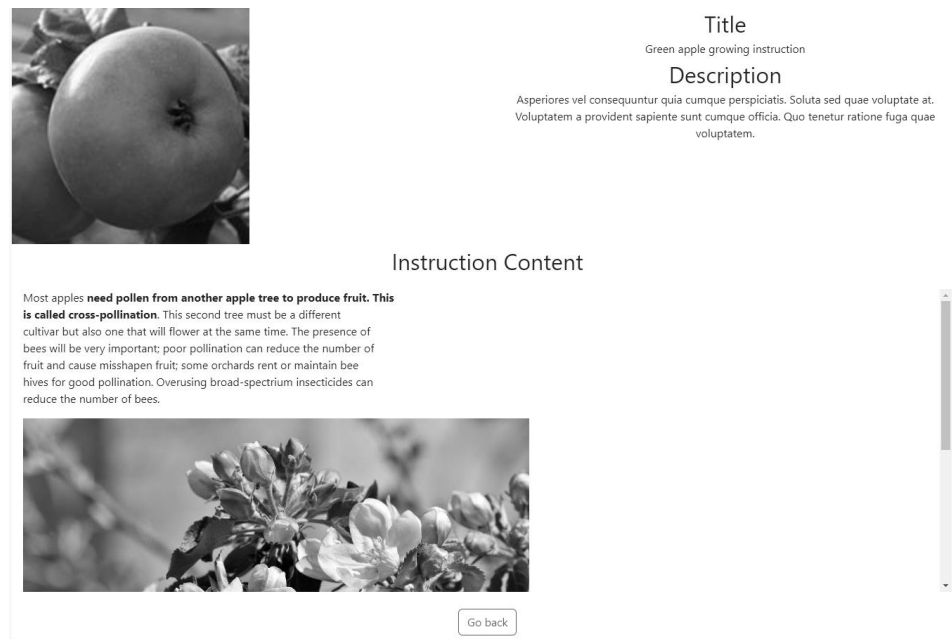 Title
Green apple growing instruction
Description
Asperiores vel consequuntur quia cumque perspiciatis. Soluta sed quae voluptate at.
Voluptatem a provident sapiente sunt cumque officia. Quo tenetur ratione fuga quae
voluptatem.
Instruction Content
Most apples need pollen from another apple tree to produce fruit. This
is called cross-pollination. This second tree must be a different
cultivar but also one that will flower at the same time. The presence of
bees will be very important; poor pollination can reduce the number of
fruit and cause misshapen fruit; some orchards rent or maintain bee
hives for good pollination. Overusing broad-spectrum insecticides can
reduce the number of bees.
Go back